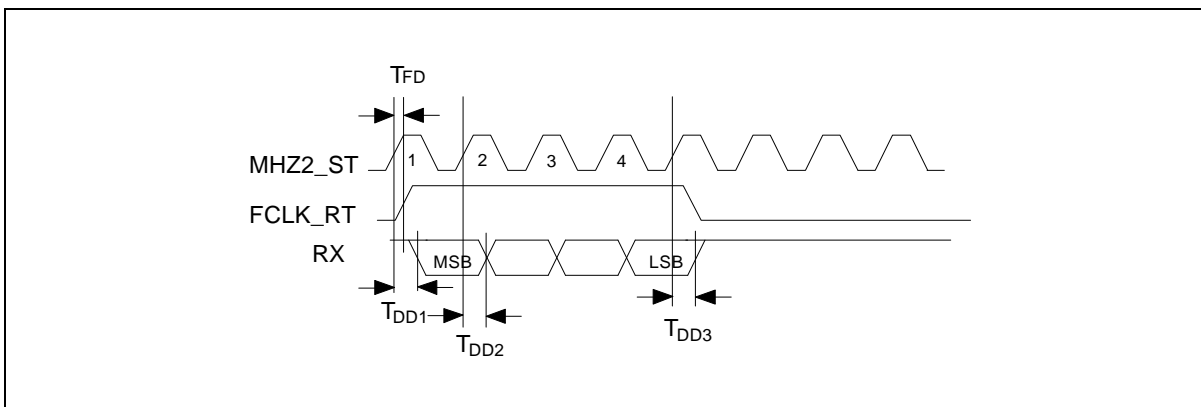 TFD
MHZ2_ST 1 2 3 4
FCLK_RT
RX MSB LSB
TDD1
TDD2
TDD3